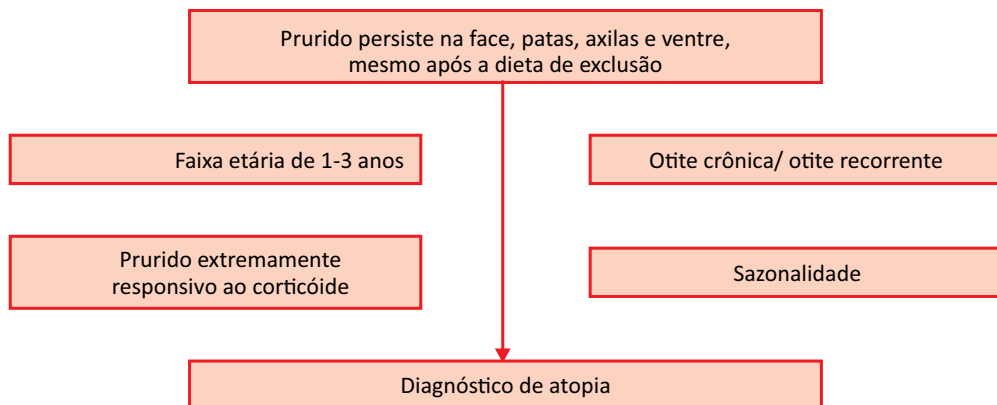 Prurido persiste na face, patas, axilas e ventre,
mesmo após a dieta de exclusão
Faixa etária de 1-3 anos
Otite crônica/ otite recorrente
Prurido extremamente
responsivo ao corticóide
Sazonalidade
Diagnóstico de atopia